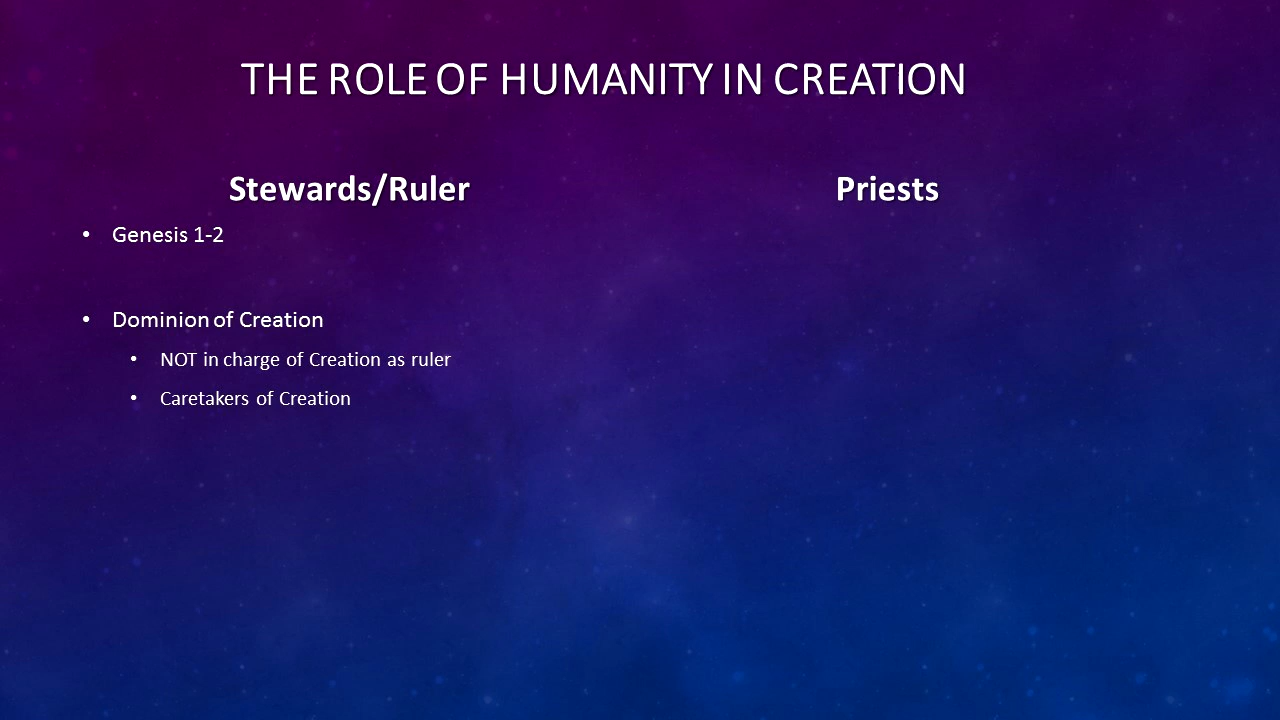 THE ROLE OF HUMANITY IN CREATION
Stewards/Ruler
• Genesis 1-2
• Dominion of Creation
• NOT in charge of Creation as ruler
• Caretakers of Creation
Priests